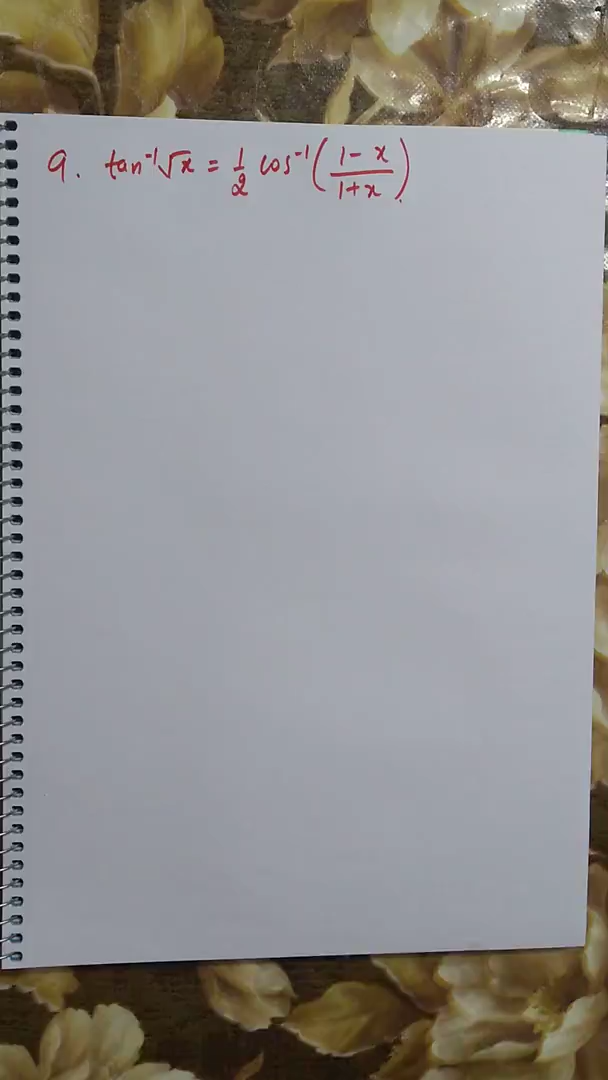 9. tan⁻¹√x = 1/2 cos⁻¹((1-x)/(1+x))